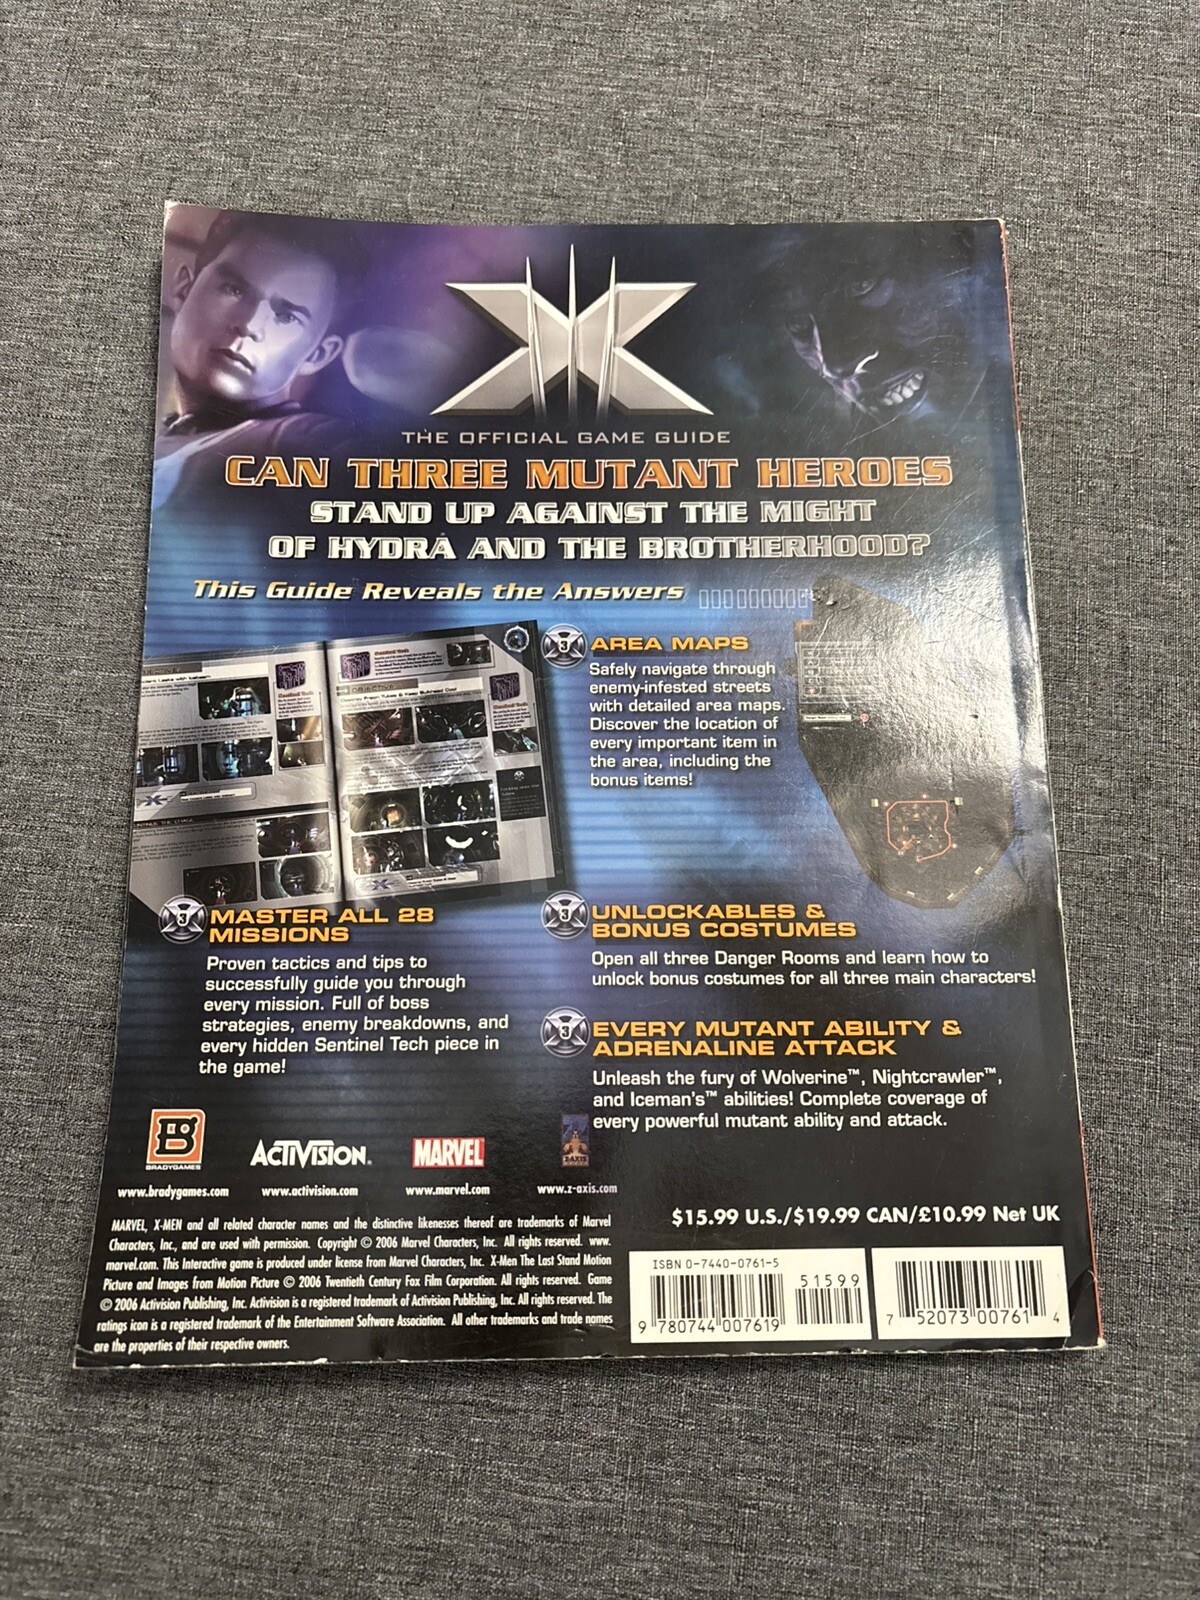 THE OFFICIAL GAME GUIDE
CAN THREE MUTANT HEROES
STAND UP AGAINST THE MIGHT
OF HYDRA AND THE BROTHERHOOD?
This Guide Reveals the Answers
3 AREA MAPS
Safely navigate through
enemy-infested streets
with detailed area maps.
Discover the location of
every important item in
the area, including the
bonus items!
3 MASTER ALL 28
MISSIONS
Proven tactics and tips to
successfully guide you through
every mission. Full of boss
strategies, enemy breakdowns, and
every hidden Sentinel Tech piece in
the game!
3 UNLOCKABLES &
BONUS COSTUMES
Open all three Danger Rooms and learn how to
unlock bonus costumes for all three main characters!
3 EVERY MUTANT ABILITY &
ADRENALINE ATTACK
Unleash the fury of Wolverine™, Nightcrawler™,
and Iceman's™ abilities! Complete coverage of
every powerful mutant ability and attack.
BRADYGAMES
ACTIVISION.
MARVEL
Z-AXIS
www.bradygames.com
www.activision.com
www.marvel.com
www.z-axis.com
MARVEL, X-MEN and all related character names and the distinctive likenesses thereof are trademarks of Marvel
Characters, Inc., and are used with permission. Copyright © 2006 Marvel Characters, Inc. All rights reserved. www.
marvel.com. This Interactive game is produced under license from Marvel Characters, Inc. X-Men The Last Stand Motion
Picture and Images from Motion Picture © 2006 Twentieth Century Fox Film Corporation. All rights reserved. Game
© 2006 Activision Publishing, Inc. Activision is a registered trademark of Activision Publishing, Inc. All rights reserved. The
ratings icon is a registered trademark of the Entertainment Software Association. All other trademarks and trade names
are the properties of their respective owners.
$15.99 U.S./$19.99 CAN/£10.99 Net UK
ISBN 0-7440-0761-5
51599
9 780744 007619
7 52073 00761 4